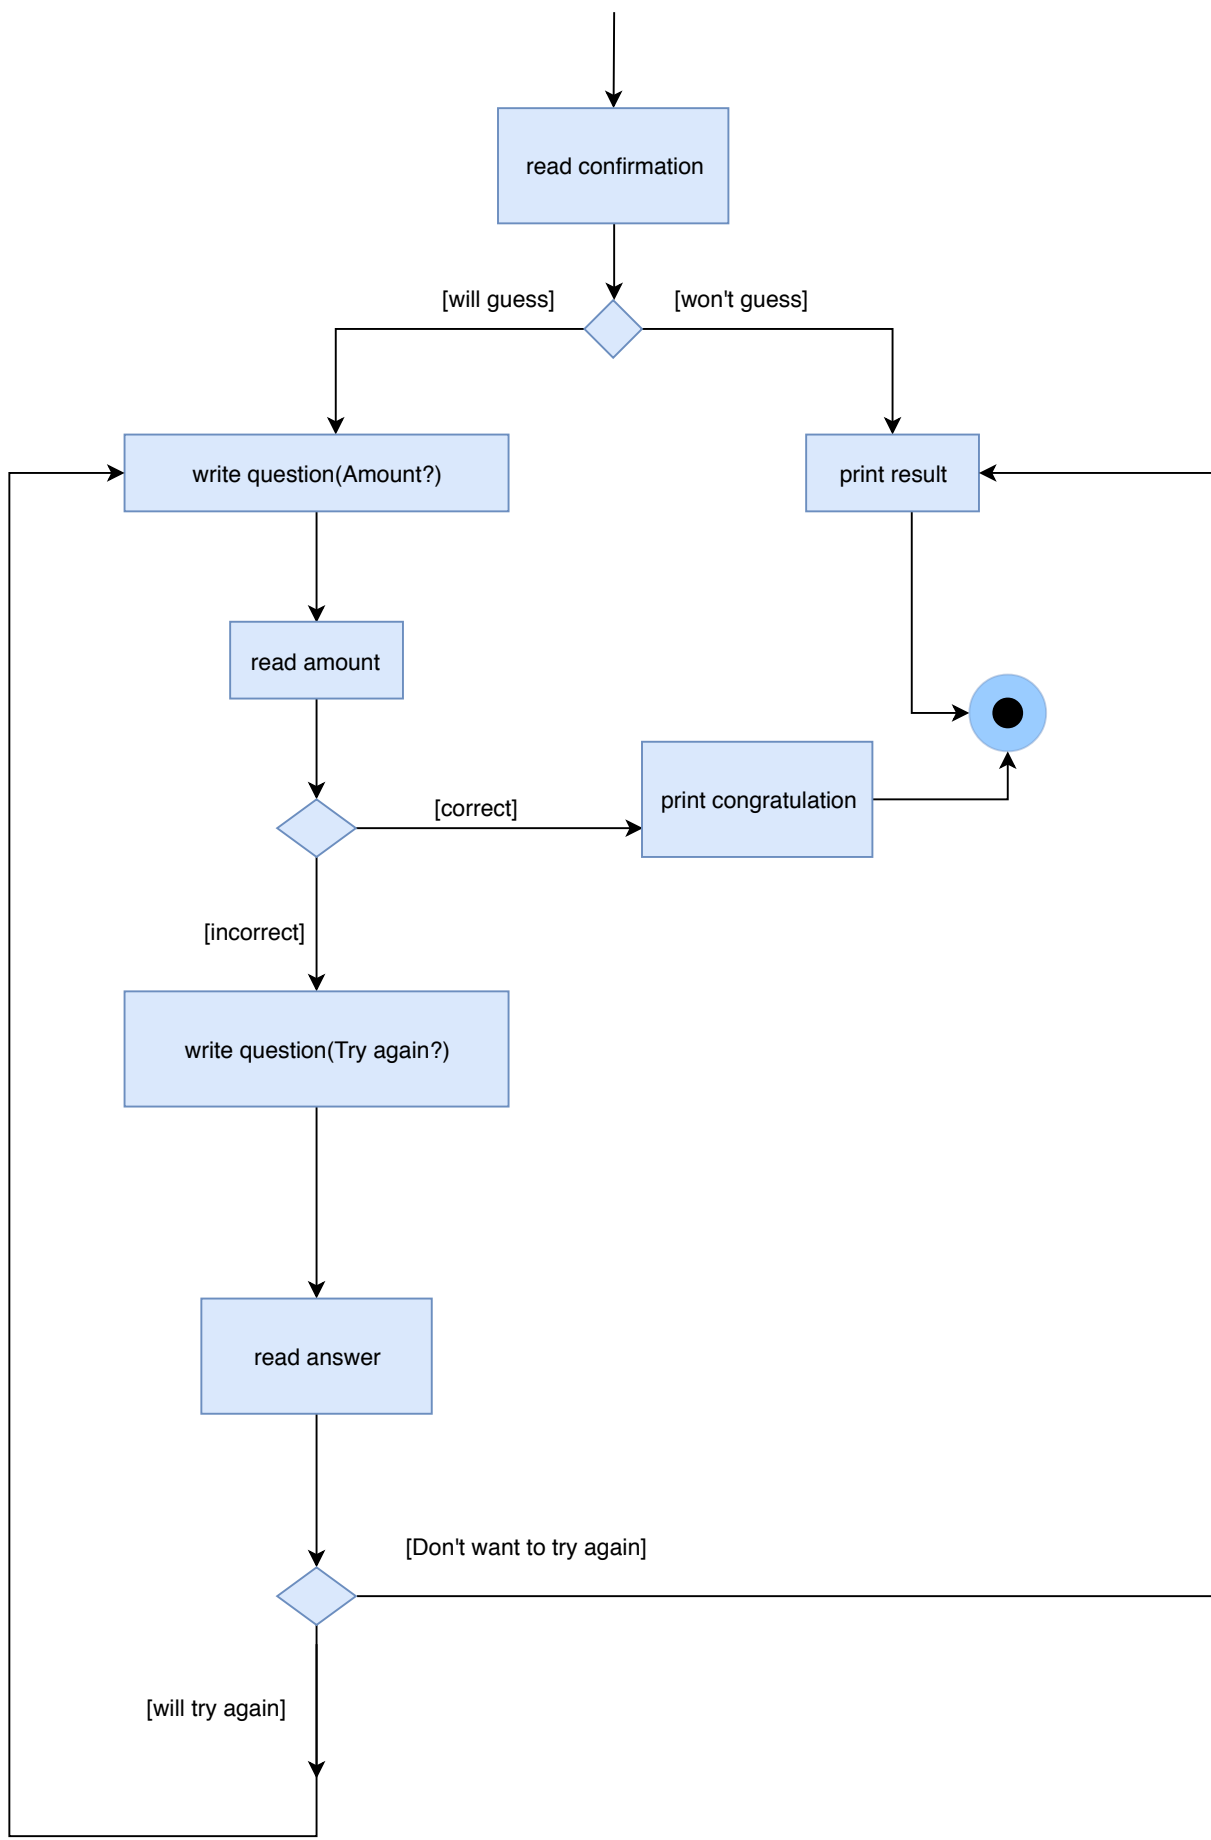 read confirmation
[will guess]
[won't guess]
write question(Amount?)
print result
read amount
print congratulation
[correct]
[incorrect]
write question(Try again?)
read answer
[Don't want to try again]
[will try again]